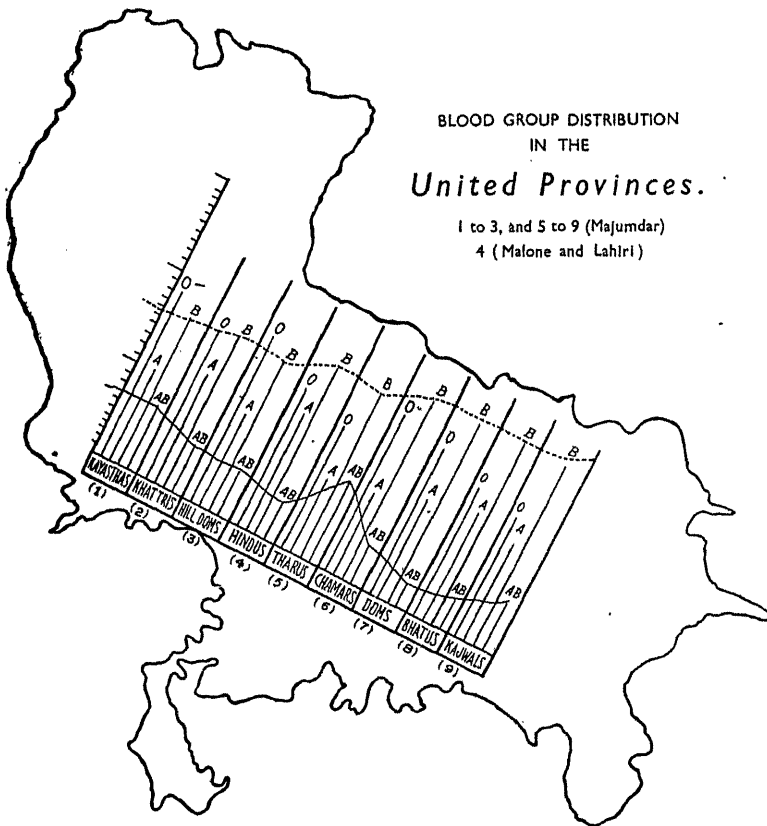 BLOOD GROUP DISTRIBUTION
IN THE
United Provinces.
1 to 3, and 5 to 9 (Majumdar)
4 (Malone and Lahiri)
O B A AB
O B A AB
O B A AB
O B A AB
O B A AB
O B A AB
O B A AB
O B A AB
O B A AB
KAYASTHAS KHATTRIS HILL DOMS HINDUS THARUS CHAMARS DOMS BHATUS KAJWALS
(1) (2) (3) (4) (5) (6) (7) (8) (9)